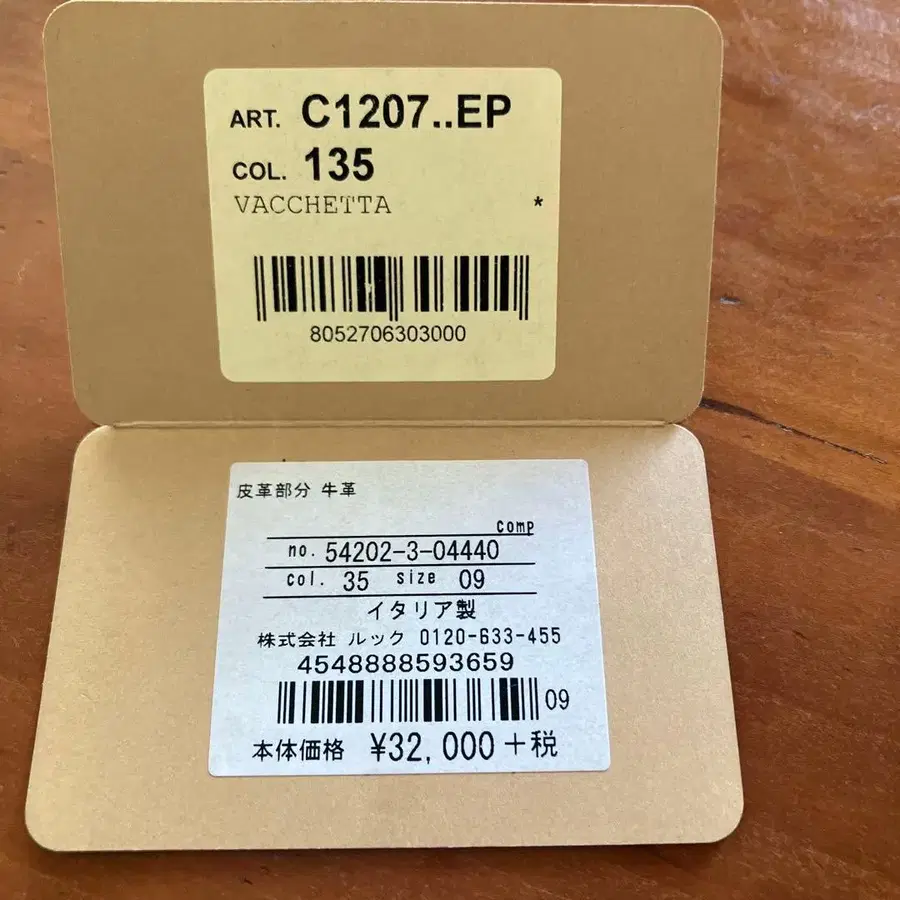 ART. C1207..EP
COL. 135
VACCHETTA *
8052706303000
皮革部分 牛革
comp
no. 54202-3-04440
col. 35 size 09
イタリア製
株式会社 ルック 0120-633-455
4548888593659
09
本体価格 ¥32,000+税